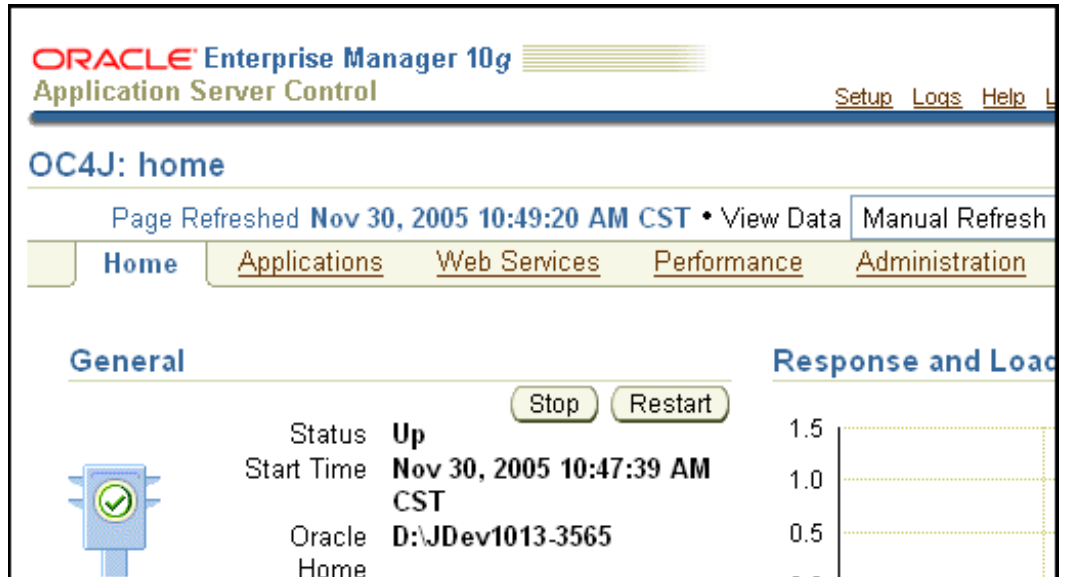 ORACLE Enterprise Manager 10g
Application Server Control
Setup Logs Help
OC4J: home
Page Refreshed Nov 30, 2005 10:49:20 AM CST • View Data Manual Refresh
Home Applications Web Services Performance Administration
General
Stop Restart
Status Up
Start Time Nov 30, 2005 10:47:39 AM
CST
Oracle D:\JDev1013-3565
Home
Response and Load
1.5
1.0
0.5